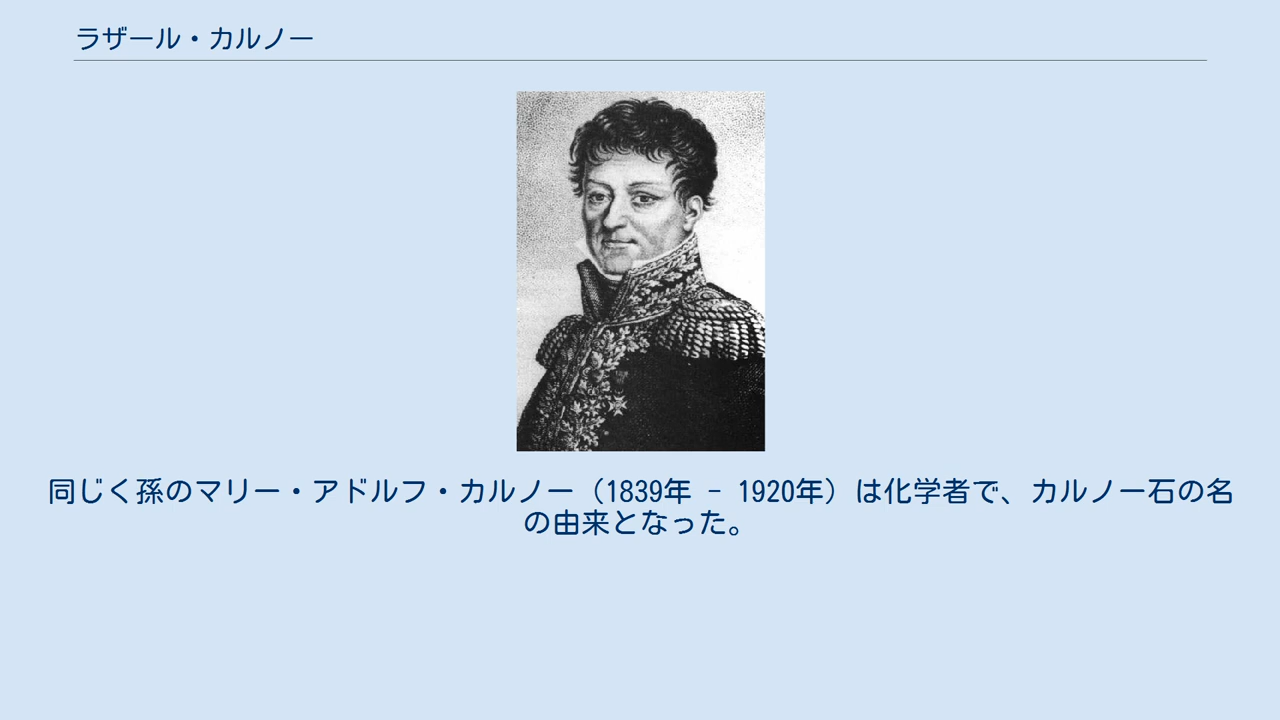 ラザール・カルノー
同じく孫のマリー・アドルフ・カルノー（1839年 - 1920年）は化学者で、カルノー石の名
の由来となった。